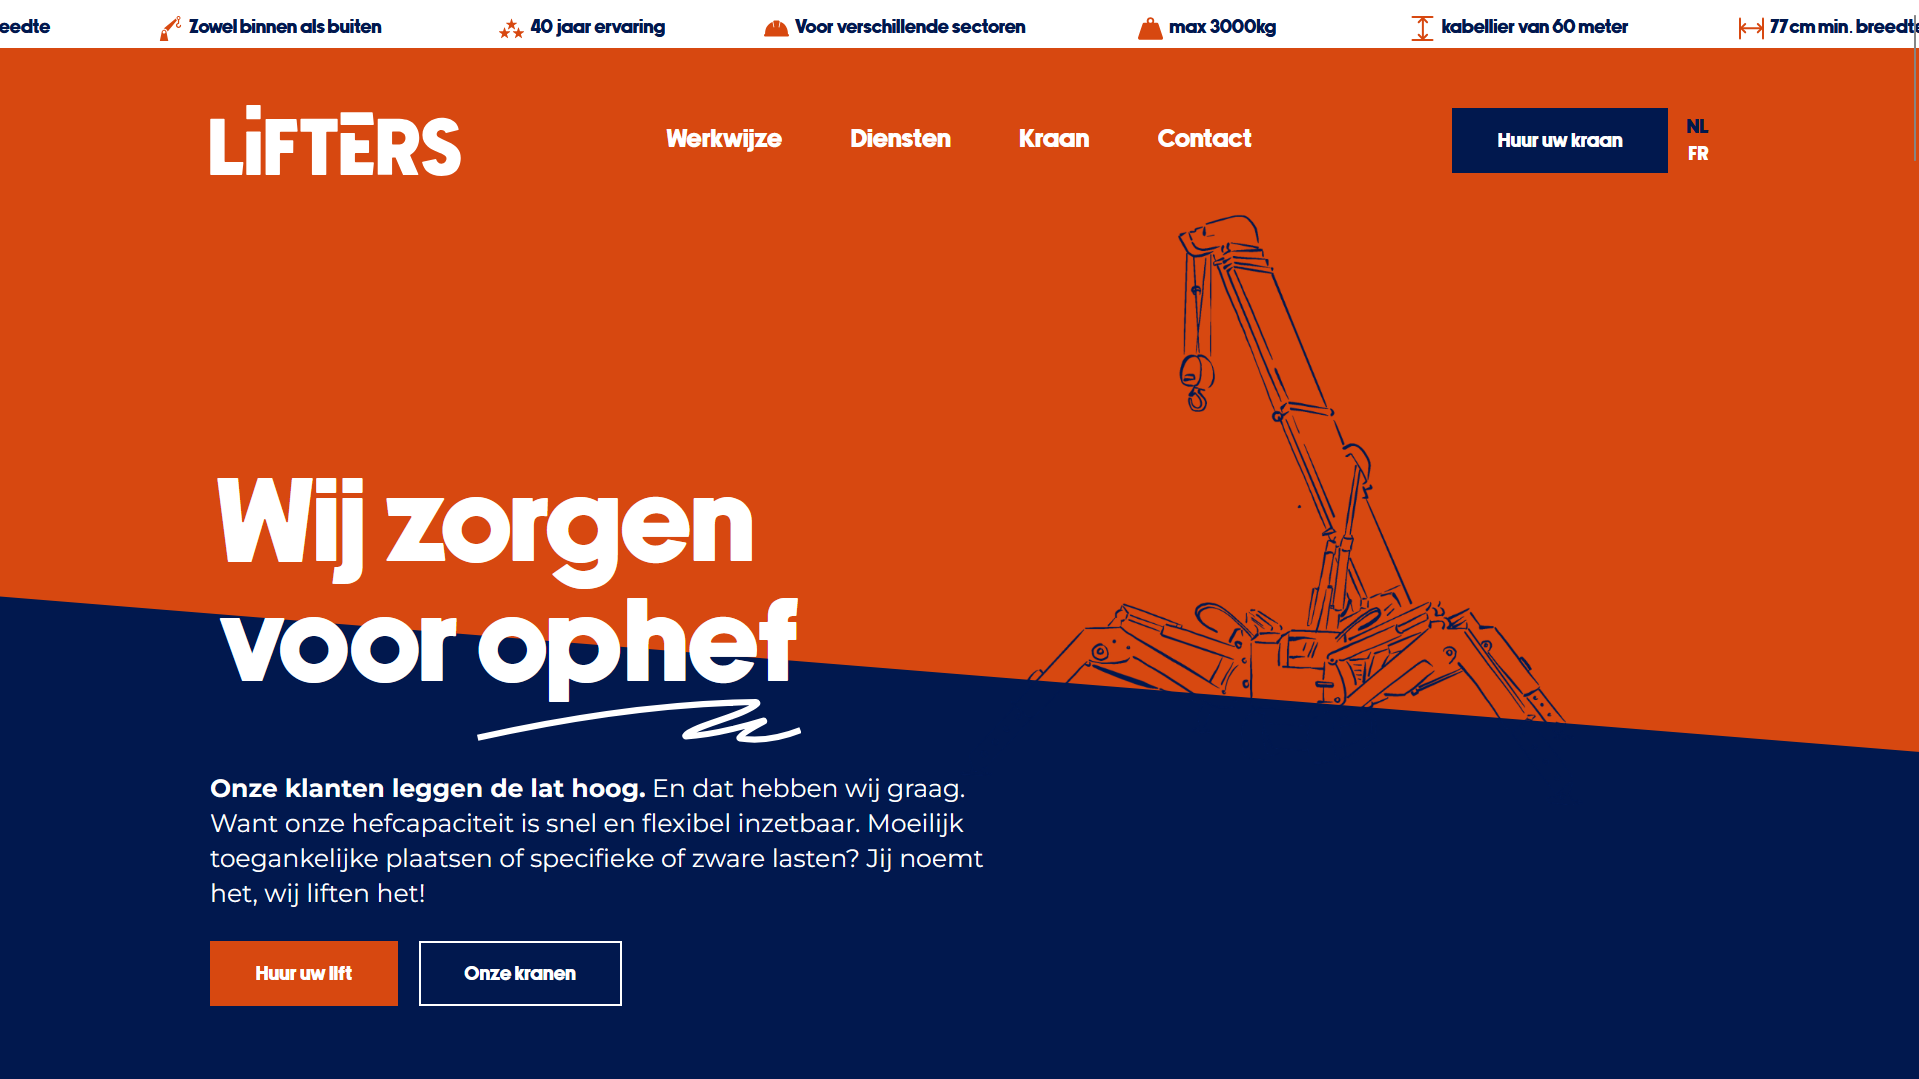 eedte Zowel binnen als buiten 40 jaar ervaring Voor verschillende sectoren max 3000kg kabellier van 60 meter 77 cm min. breedte
LiFTERS
Werkwijze Diensten Kraan Contact
Huur uw kraan
NL
FR
Wij zorgen
voor ophef
Onze klanten leggen de lat hoog. En dat hebben wij graag.
Want onze hefcapaciteit is snel en flexibel inzetbaar. Moeilijk
toegankelijke plaatsen of specifieke of zware lasten? Jij noemt
het, wij liften het!
Huur uw lift Onze kranen